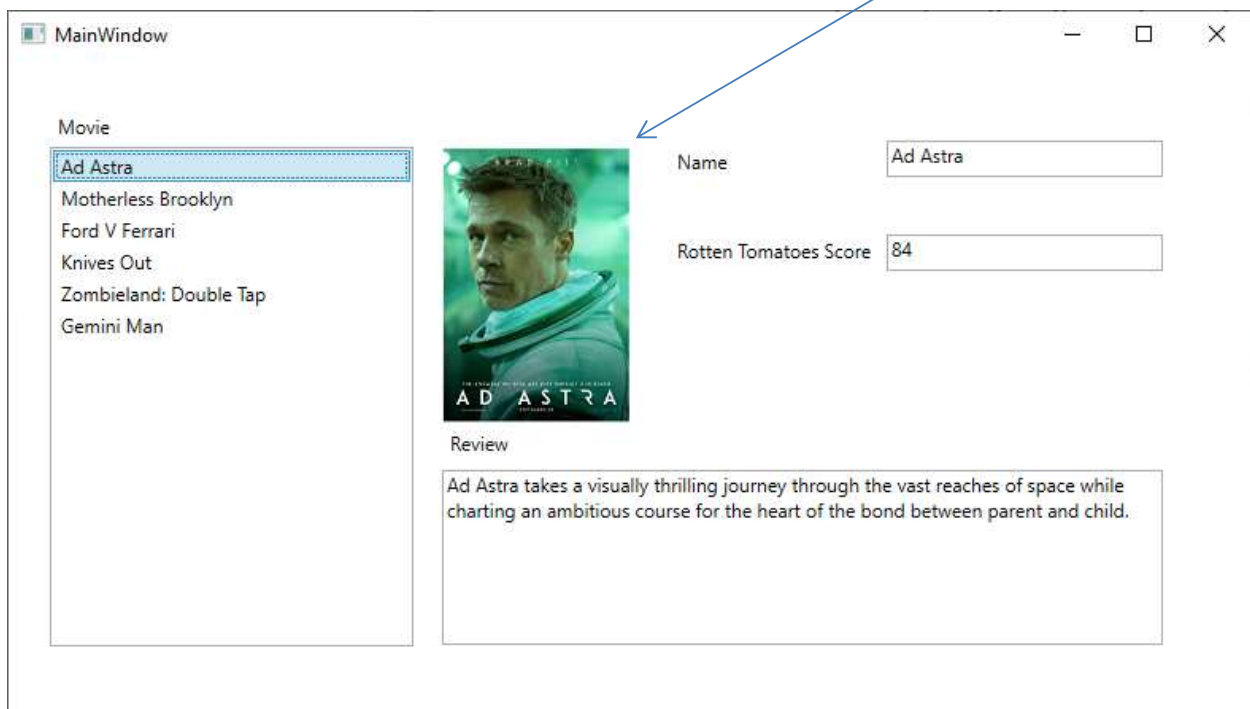 MainWindow
Movie
Ad Astra
Motherless Brooklyn
Ford V Ferrari
Knives Out
Zombieland: Double Tap
Gemini Man
BRAD PITT
AD ASTRA
Name
Ad Astra
Rotten Tomatoes Score
84
Review
Ad Astra takes a visually thrilling journey through the vast reaches of space while
charting an ambitious course for the heart of the bond between parent and child.